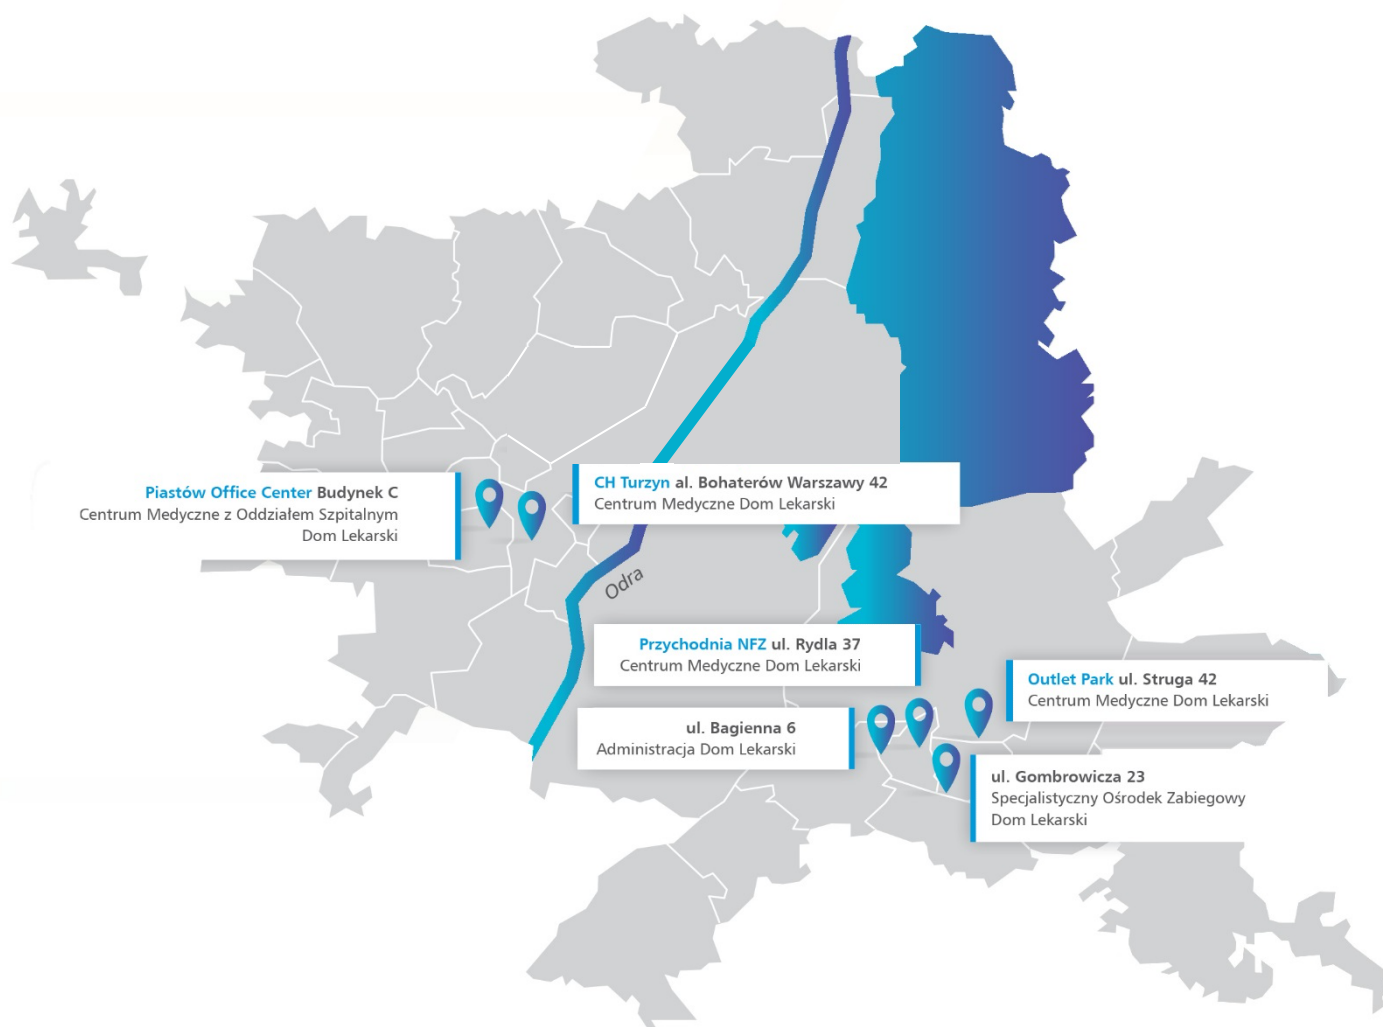 Piastów Office Center Budynek C
Centrum Medyczne z Oddziałem Szpitalnym
Dom Lekarski
CH Turzyn al. Bohaterów Warszawy 42
Centrum Medyczne Dom Lekarski
Odra
Przychodnia NFZ ul. Rydla 37
Centrum Medyczne Dom Lekarski
Outlet Park ul. Struga 42
Centrum Medyczne Dom Lekarski
ul. Bagienna 6
Administracja Dom Lekarski
ul. Gombrowicza 23
Specjalistyczny Ośrodek Zabiegowy
Dom Lekarski